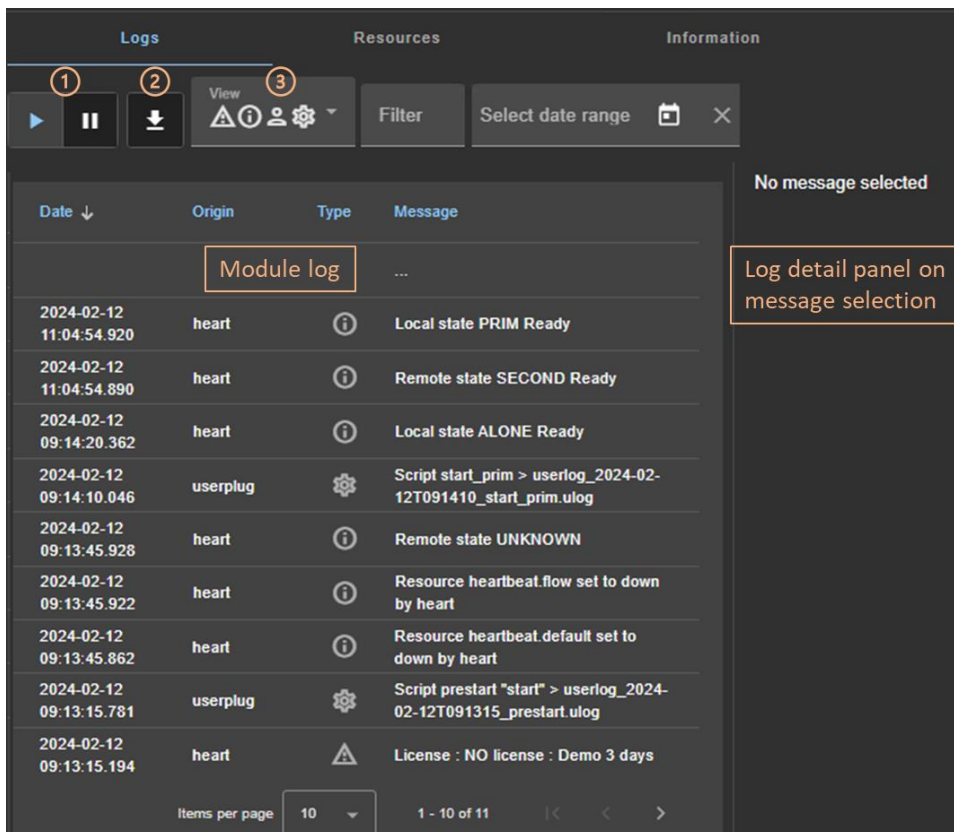 Logs Resources Information
1 2 3
View
Filter Select date range
No message selected
Date Origin Type Message
Module log
...
Log detail panel on
message selection
2024-02-12
11:04:54.920
heart
Local state PRIM Ready
2024-02-12
11:04:54.890
heart
Remote state SECOND Ready
2024-02-12
09:14:20.362
heart
Local state ALONE Ready
2024-02-12
09:14:10.046
userplug
Script start_prim > userlog_2024-02-
12T091410_start_prim.ulog
2024-02-12
09:13:45.928
heart
Remote state UNKNOWN
2024-02-12
09:13:45.922
heart
Resource heartbeat.flow set to down
by heart
2024-02-12
09:13:45.862
heart
Resource heartbeat.default set to
down by heart
2024-02-12
09:13:15.781
userplug
Script prestart "start" > userlog_2024-
02-12T091315_prestart.ulog
2024-02-12
09:13:15.194
heart
License : NO license : Demo 3 days
Items per page 10 1 - 10 of 11